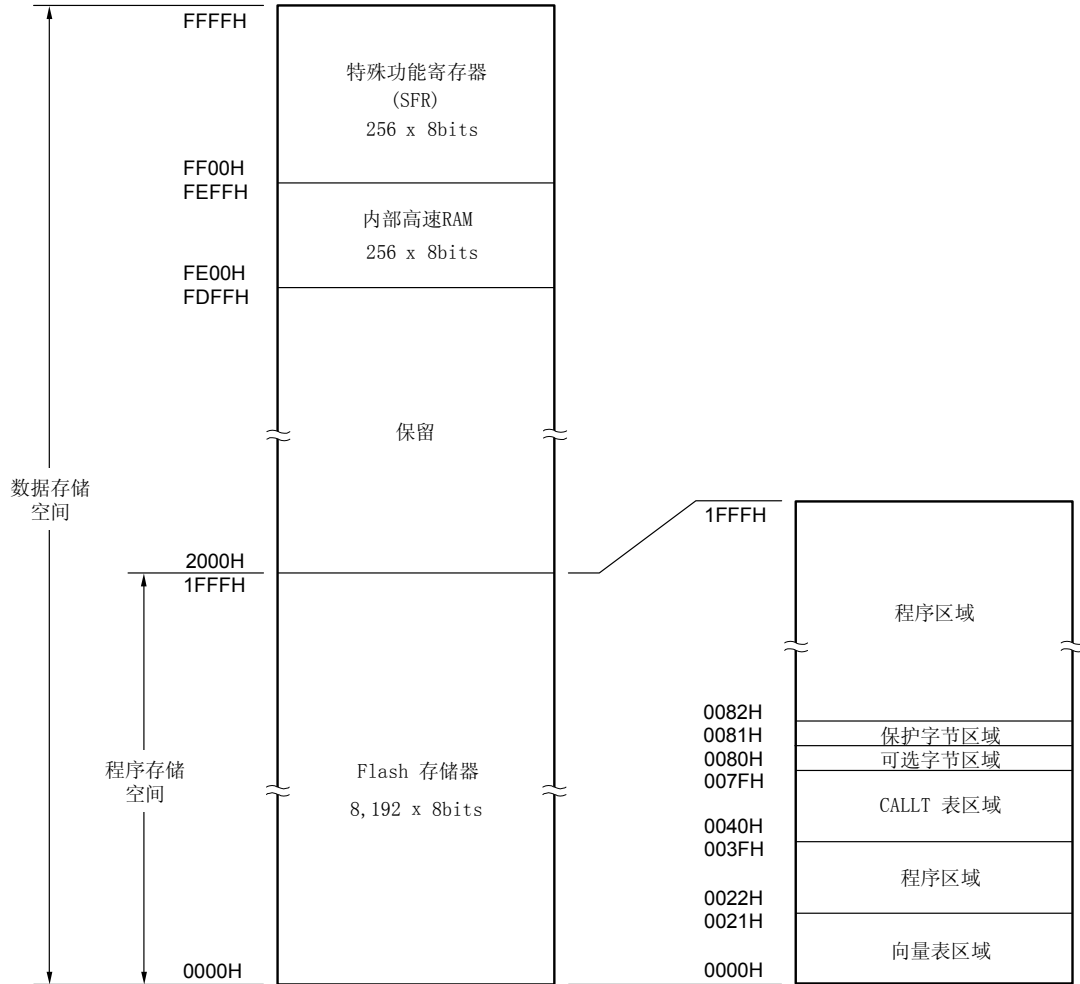 FFFFH
特殊功能寄存器
(SFR)
256 x 8bits
FF00H
FEFFH
内部高速RAM
256 x 8bits
FE00H
FDFFH
保留
数据存储
空间
2000H
1FFFH
程序存储
空间
Flash 存储器
8,192 x 8bits
0000H
1FFFH
程序区域
0082H
0081H
保护字节区域
0080H
可选字节区域
007FH
CALLT 表区域
0040H
003FH
程序区域
0022H
0021H
向量表区域
0000H